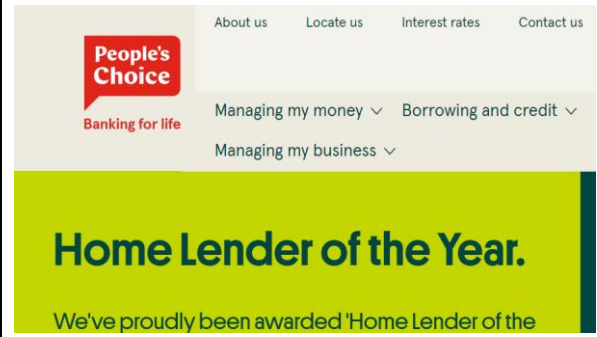 About us Locate us Interest rates Contact us
People's
Choice
Banking for life
Managing my money Borrowing and credit
Managing my business
Home Lender of the Year.
We've proudly been awarded 'Home Lender of the